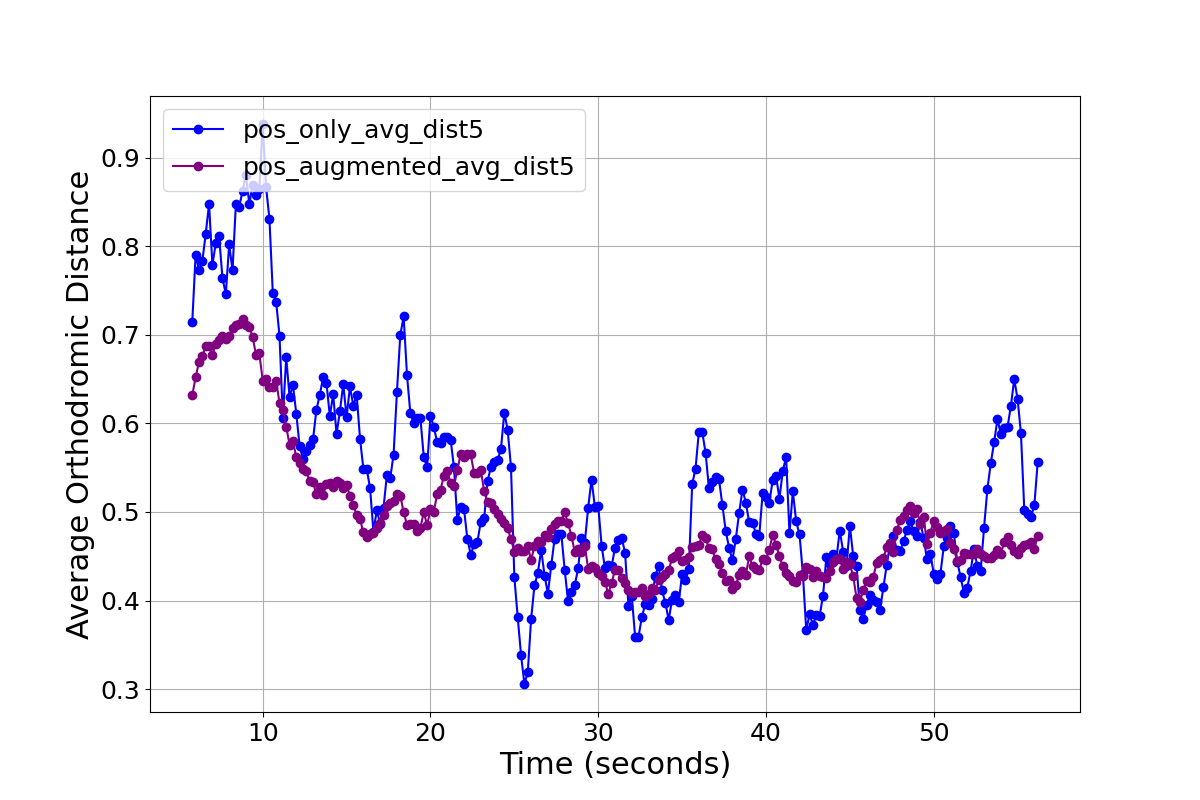 pos_only_avg_dist5
pos_augmented_avg_dist5
Average Orthodromic Distance
0.9
0.8
0.7
0.6
0.5
0.4
0.3
10 20 30 40 50
Time (seconds)